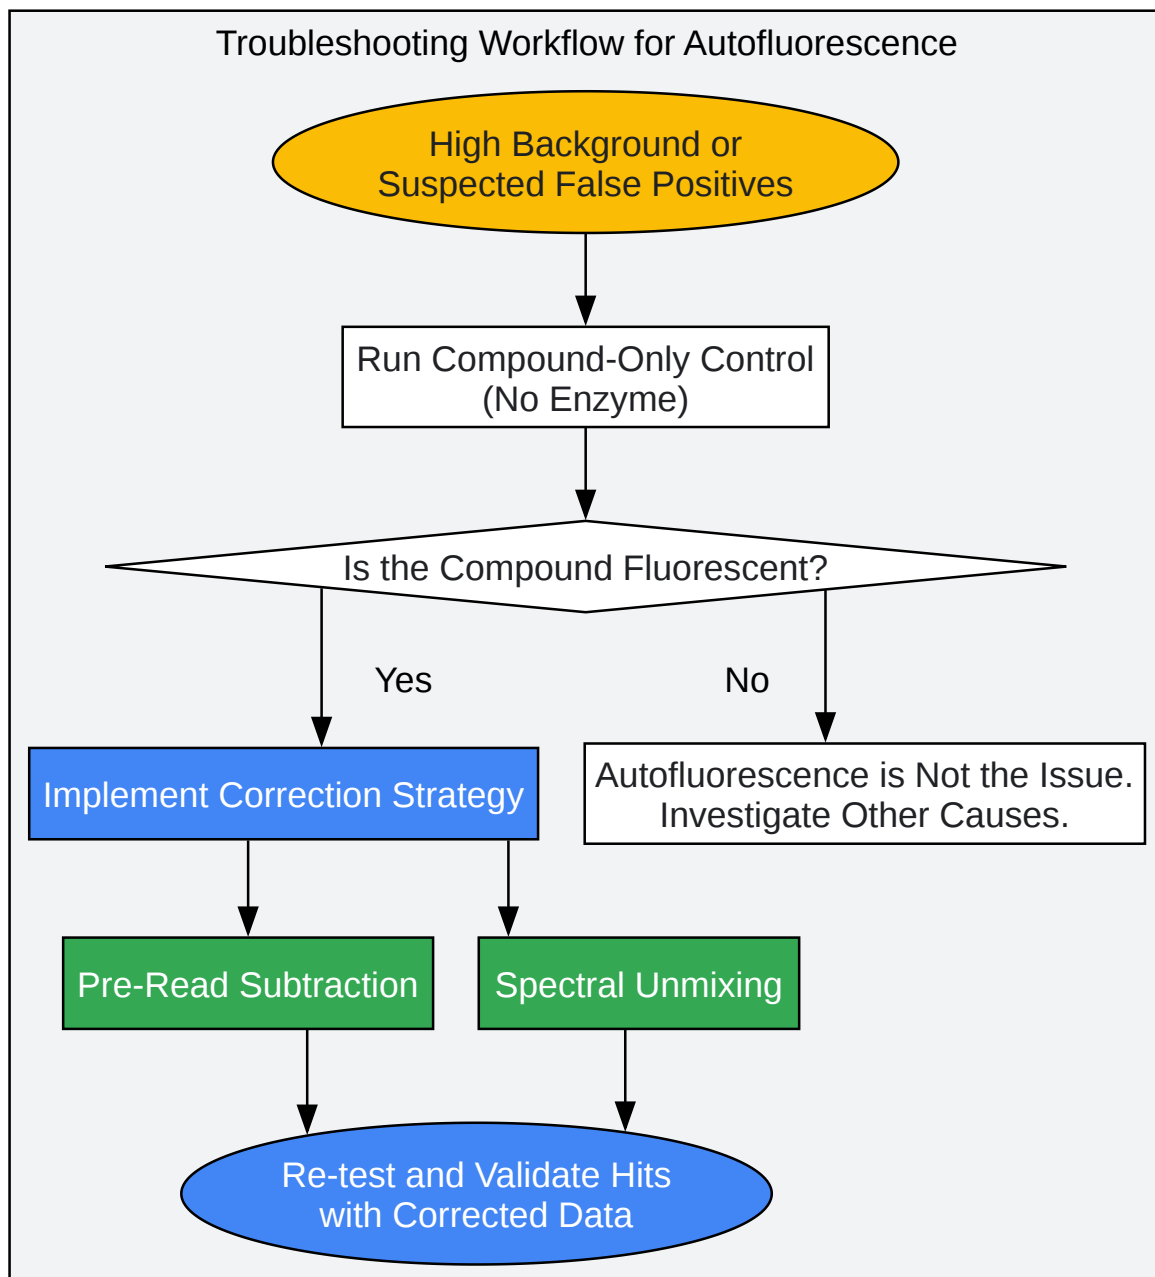 Troubleshooting Workflow for Autofluorescence
High Background or
Suspected False Positives
Run Compound-Only Control
(No Enzyme)
Is the Compound Fluorescent?
Yes
No
Implement Correction Strategy
Autofluorescence is Not the Issue.
Investigate Other Causes.
Pre-Read Subtraction
Spectral Unmixing
Re-test and Validate Hits
with Corrected Data